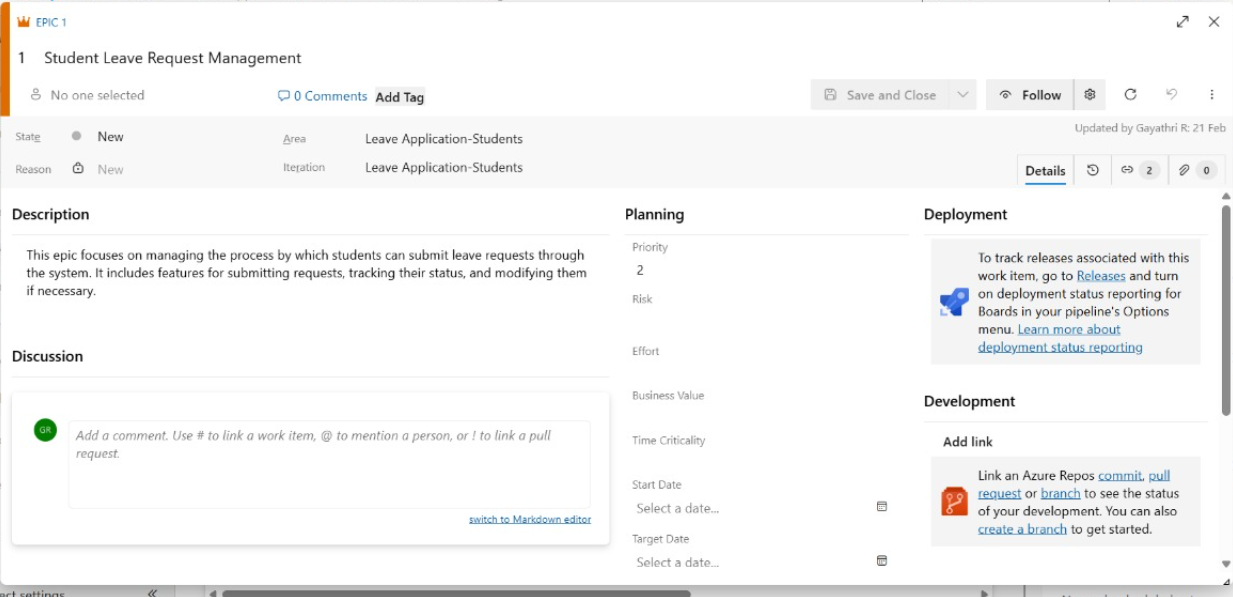 EPIC 1
1 Student Leave Request Management
No one selected
0 Comments
Add Tag
Save and Close
Follow
State New
Area Leave Application-Students
Updated by Gayathri R: 21 Feb
Reason New
Iteration Leave Application-Students
Details
2
0
Description
This epic focuses on managing the process by which students can submit leave requests through
the system. It includes features for submitting requests, tracking their status, and modifying them
if necessary.
Discussion
GR
Add a comment. Use # to link a work item, @ to mention a person, or ! to link a pull
request.
switch to Markdown editor
Planning
Priority
2
Risk
Effort
Business Value
Time Criticality
Start Date
Select a date...
Target Date
Select a date...
Deployment
To track releases associated with this
work item, go to Releases and turn
on deployment status reporting for
Boards in your pipeline's Options
menu. Learn more about
deployment status reporting
Development
Add link
Link an Azure Repos commit, pull
request or branch to see the status
of your development. You can also
create a branch to get started.
ect settings